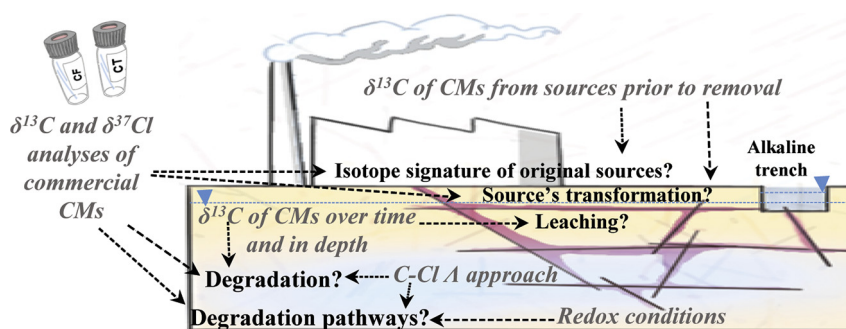 CF
CT
δ¹³C and δ³⁷Cl
analyses of
commercial
CMs
δ¹³C of CMs from sources prior to removal
Alkaline
trench
Isotope signature of original sources?
Source's transformation?
δ¹³C of CMs over time
and in depth
Leaching?
Degradation?
C-Cl Λ approach
Degradation pathways?
Redox conditions